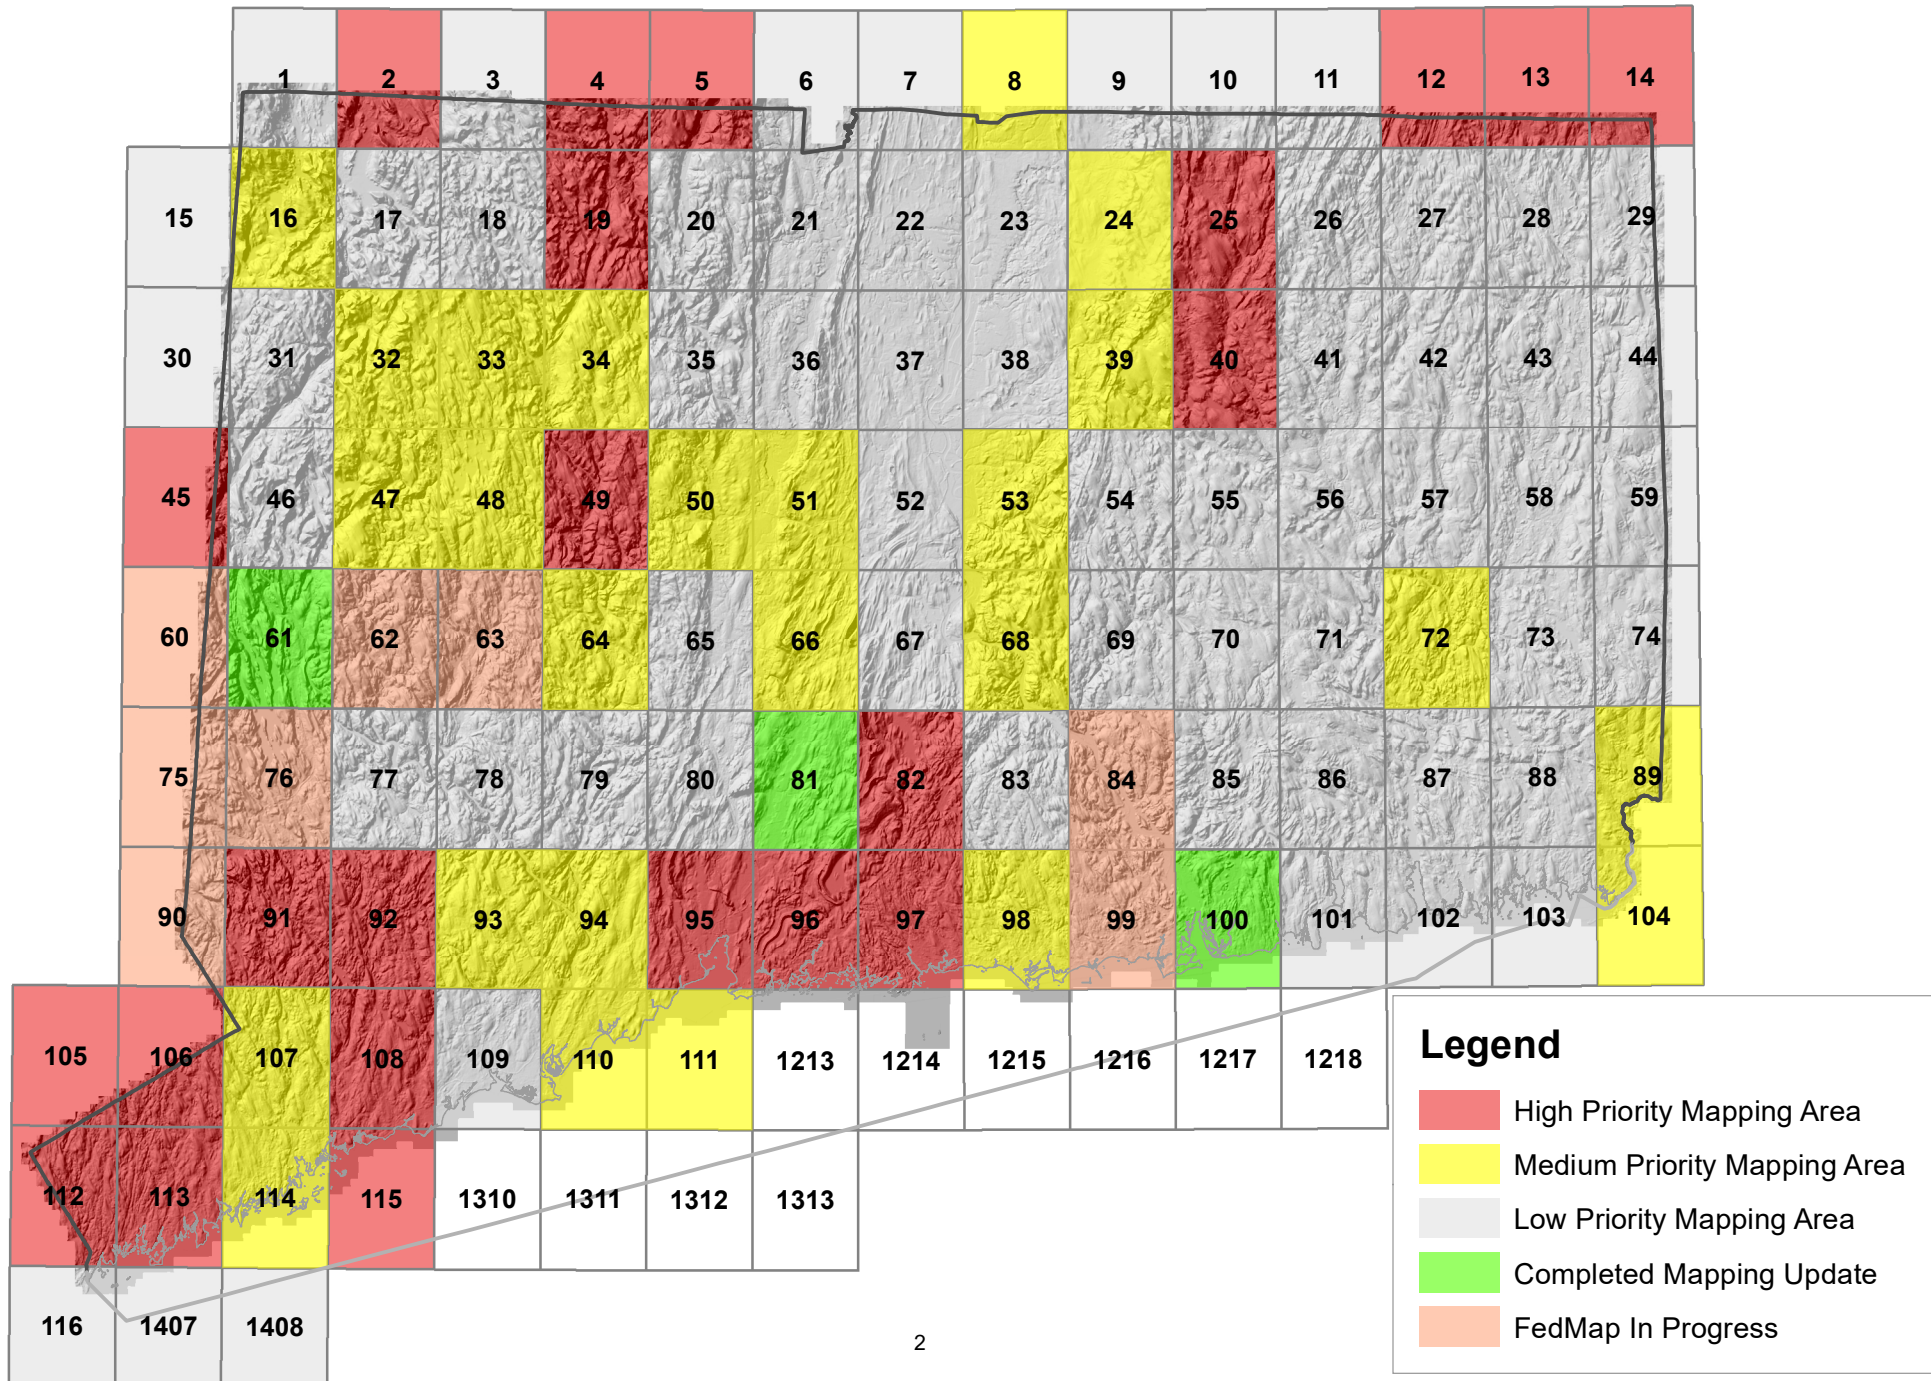 1 2 3 4 5 6 7 8 9 10 11 12 13 14
15 16 17 18 19 20 21 22 23 24 25 26 27 28 29
30 31 32 33 34 35 36 37 38 39 40 41 42 43 44
45 46 47 48 49 50 51 52 53 54 55 56 57 58 59
60 61 62 63 64 65 66 67 68 69 70 71 72 73 74
75 76 77 78 79 80 81 82 83 84 85 86 87 88 89
90 91 92 93 94 95 96 97 98 99 100 101 102 103 104
105 106 107 108 109 110 111 1213 1214 1215 1216 1217 1218
112 113 114 115 1310 1311 1312 1313
116 1407 1408
Legend
High Priority Mapping Area
Medium Priority Mapping Area
Low Priority Mapping Area
Completed Mapping Update
FedMap In Progress
2